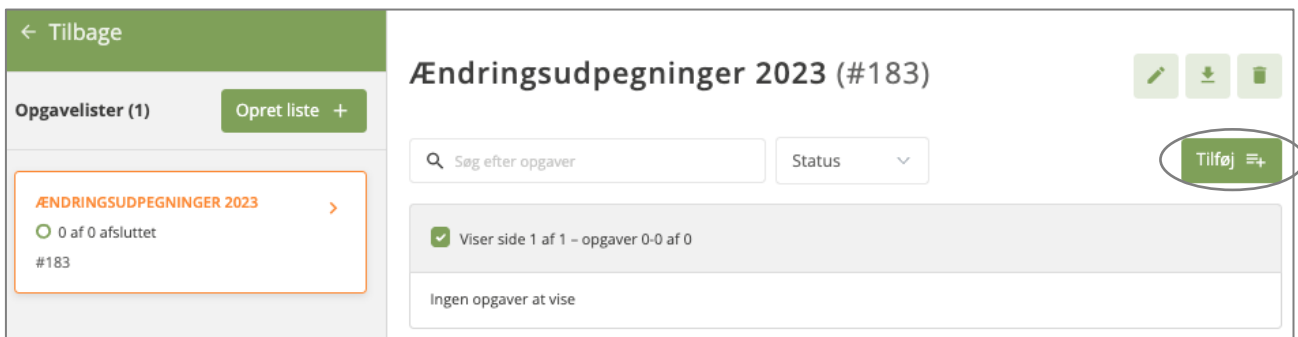 ← Tilbage
Opgavelister (1)
Opret liste +
ÆNDRINGSUDPEGNINGER 2023
0 af 0 afsluttet
#183
Ændringsudpegninger 2023 (#183)
Søg efter opgaver
Status
Tilføj
Viser side 1 af 1 – opgaver 0-0 af 0
Ingen opgaver at vise